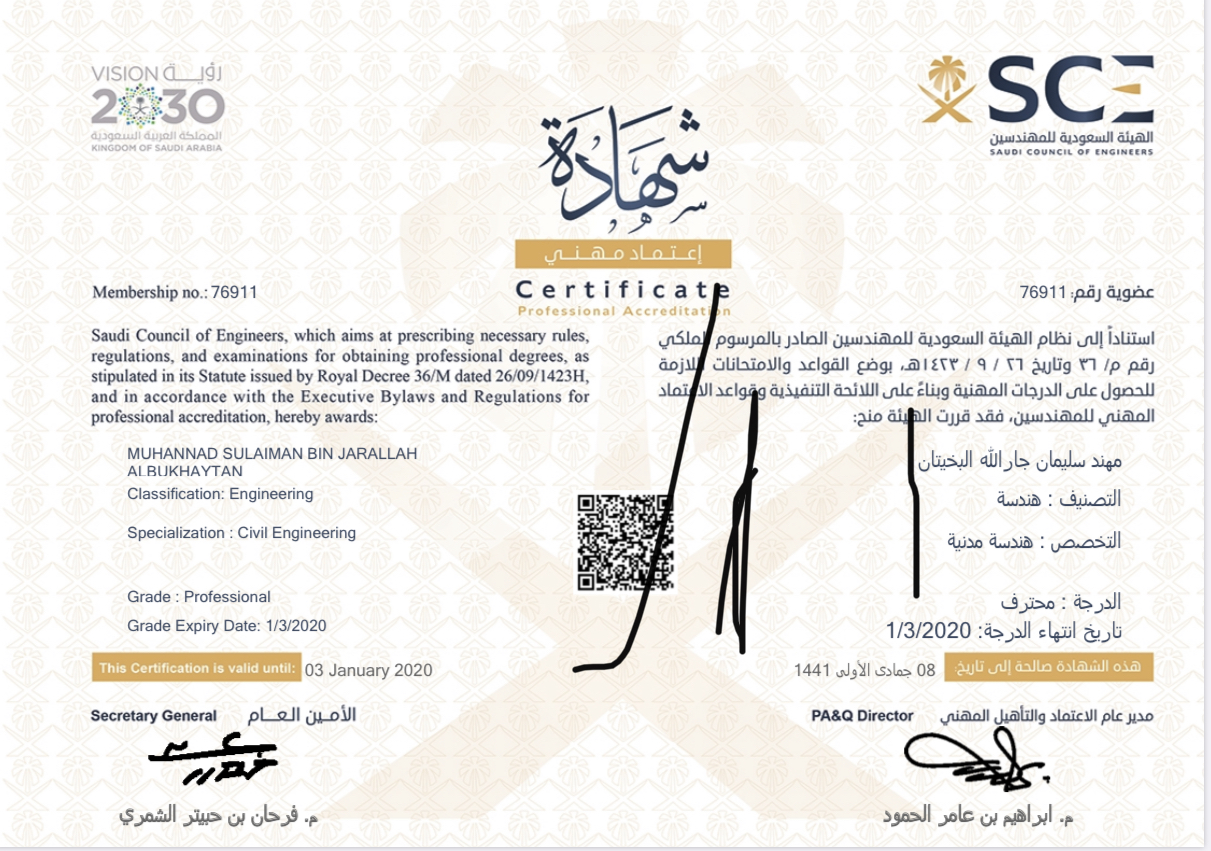 VISION رؤيـــة
2030
المملكة العربية السعودية
KINGDOM OF SAUDI ARABIA
SCE
الهيئة السعودية للمهندسين
SAUDI COUNCIL OF ENGINEERS
شهادة
إعـتـمـاد مـهـنـي
Certificate
Professional Accreditation
Membership no.: 76911
عضوية رقم: 76911
Saudi Council of Engineers, which aims at prescribing necessary rules,
regulations, and examinations for obtaining professional degrees, as
stipulated in its Statute issued by Royal Decree 36/M dated 26/09/1423H,
and in accordance with the Executive Bylaws and Regulations for
professional accreditation, hereby awards:
استناداً إلى نظام الهيئة السعودية للمهندسين الصادر بالمرسوم الملكي
رقم م/ ٣٦ وتاريخ ٢٦ / ٩ / ١٤٢٣هـ، بوضع القواعد والامتحانات اللازمة
للحصول على الدرجات المهنية وبناءً على اللائحة التنفيذية وقواعد الاعتماد
المهني للمهندسين، فقد قررت الهيئة منح:
MUHANNAD SULAIMAN BIN JARALLAH
ALBUKHAYTAN
Classification: Engineering
Specialization : Civil Engineering
Grade : Professional
Grade Expiry Date: 1/3/2020
مهند سليمان جارالله البخيتان
التصنيف : هندسة
التخصص : هندسة مدنية
الدرجة : محترف
تاريخ انتهاء الدرجة: 1/3/2020
This Certification is valid until: 03 January 2020
هذه الشهادة صالحة إلى تاريخ: 08 جمادى الأولى 1441
Secretary General الأمـين العـــام
PA&Q Director مدير عام الاعتماد والتأهيل المهني
م. فرحان بن حبيتر الشمري
م. ابراهيم بن عامر الحمود